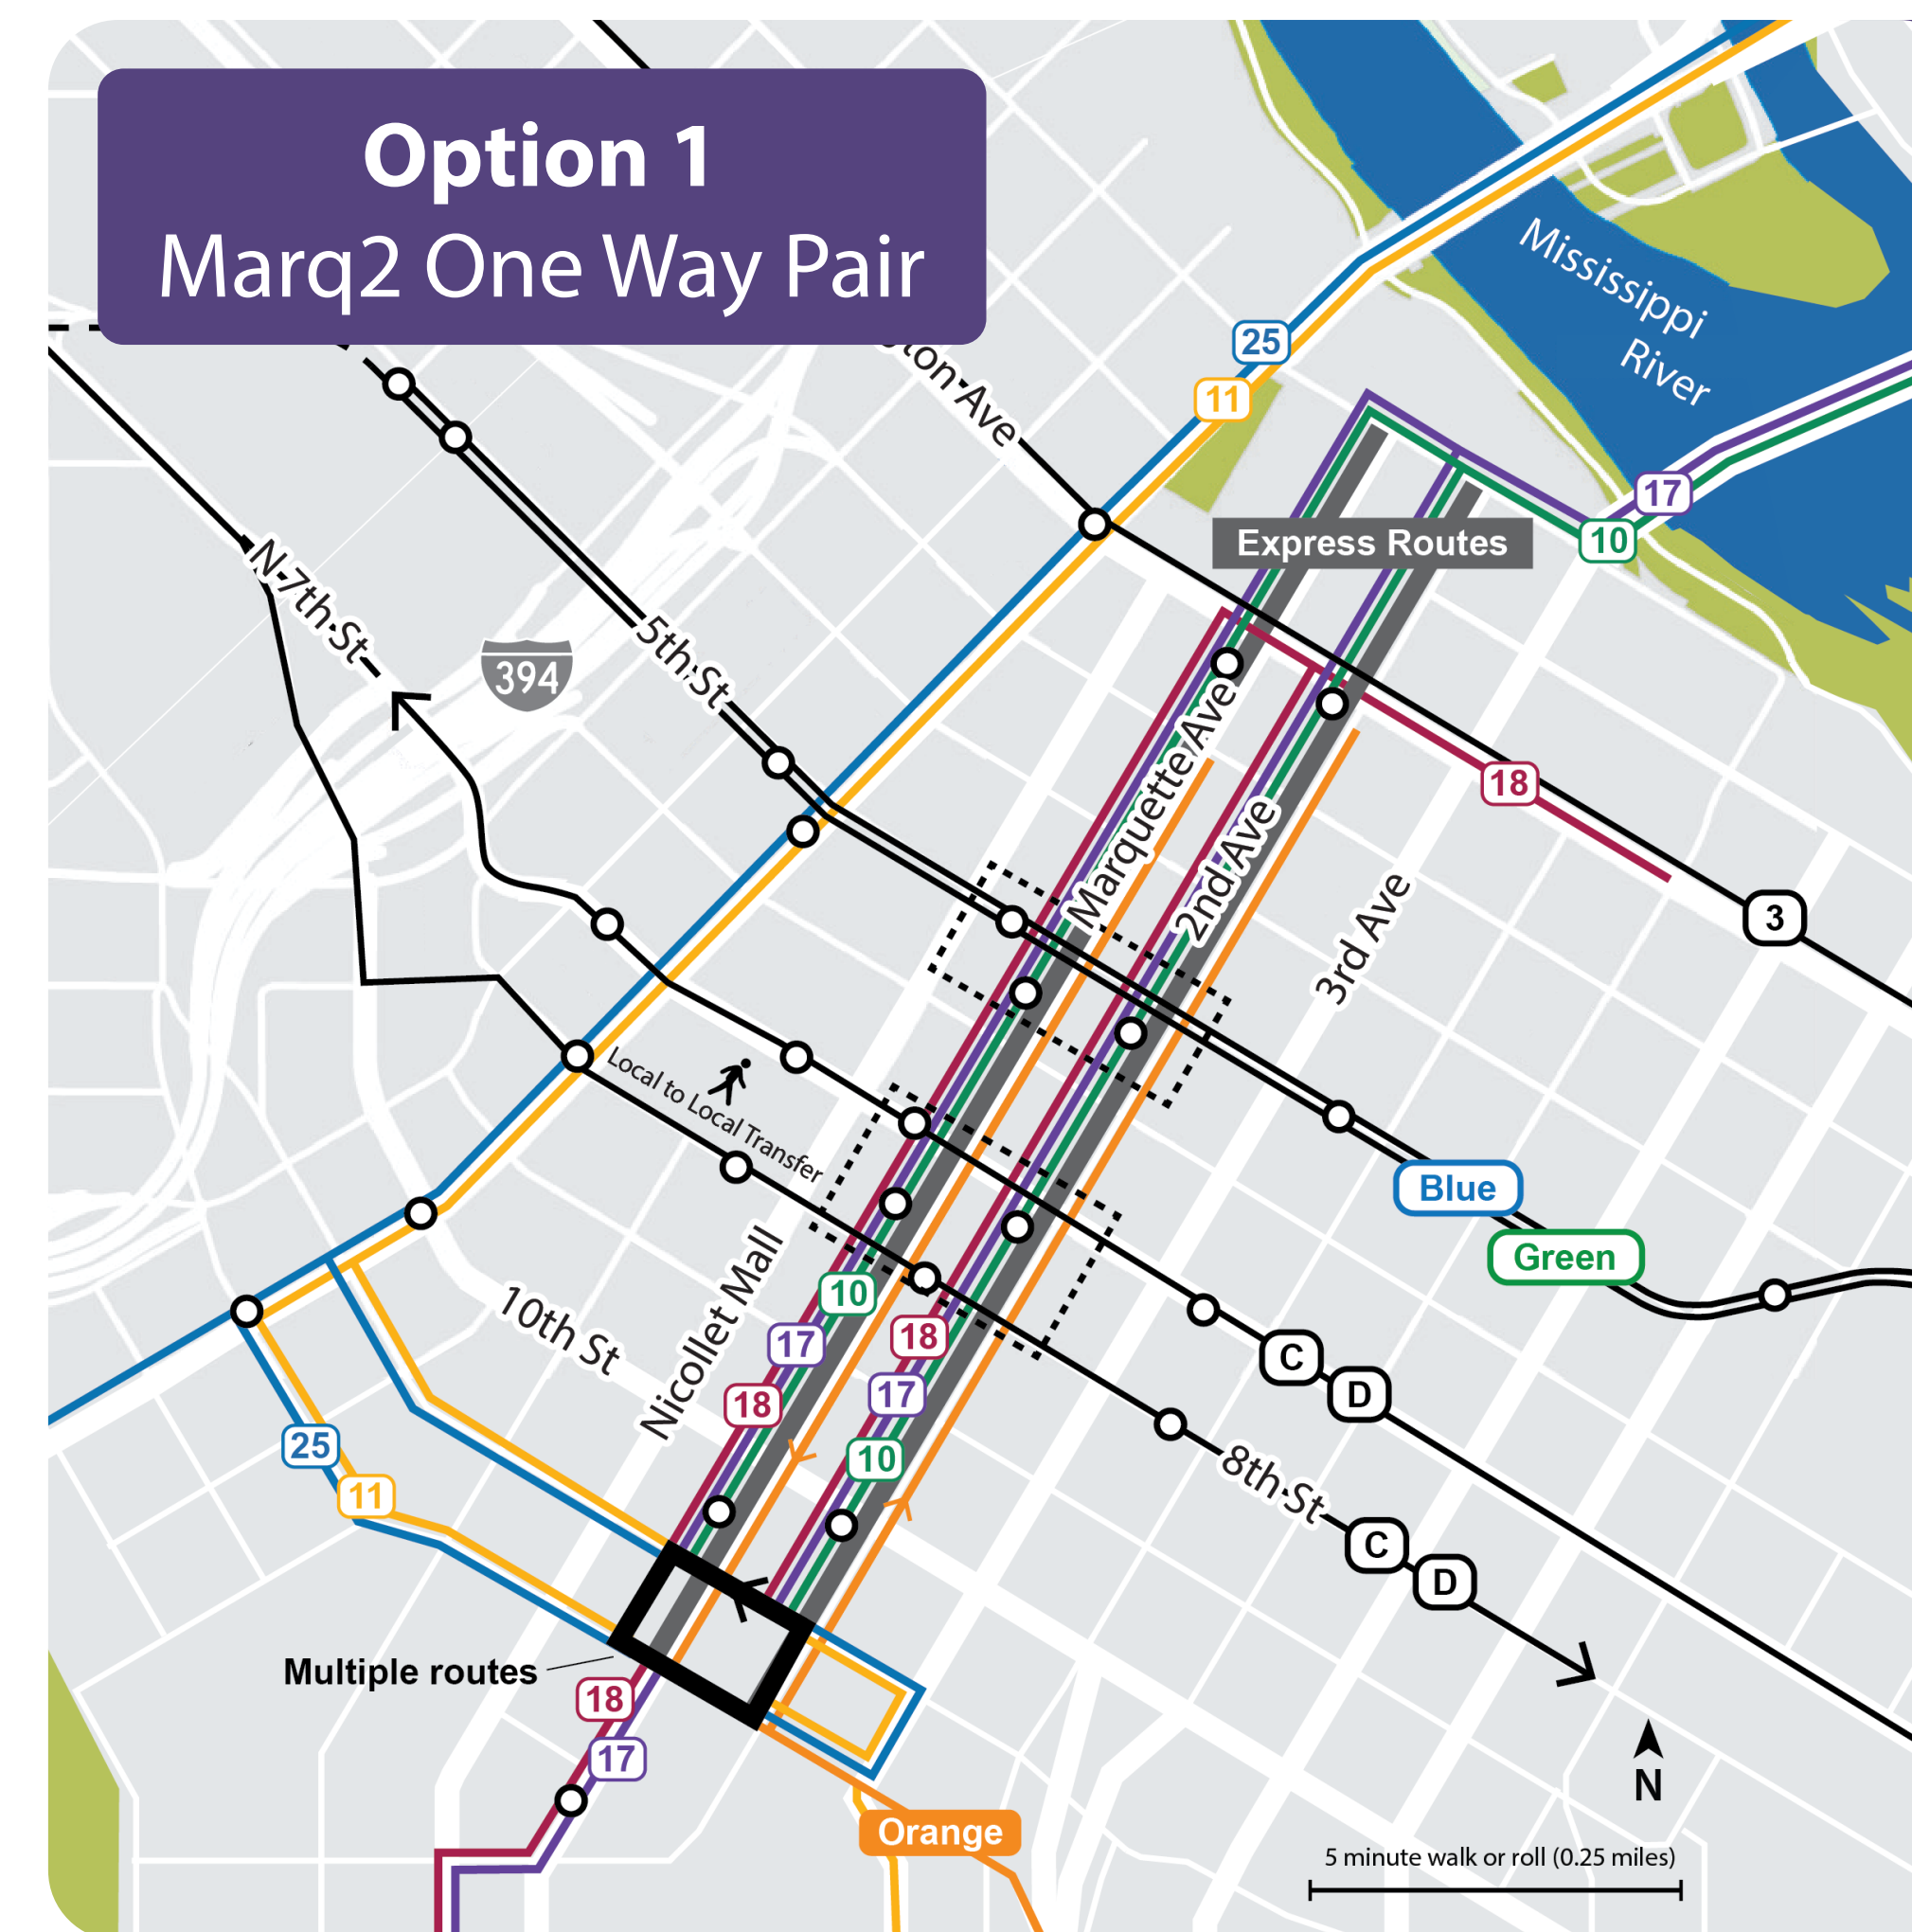 Option 1
Marq2 One Way Pair
Mississippi
River
25
11
ton Ave
17
10
Express Routes
N 7th St
394
5th St
18
Marquette Ave
2nd Ave
3rd Ave
3
Local to Local Transfer
Blue
Green
10th St
Nicollet Mall
10
17
18
18
17
10
C
D
8th St
C
D
25
11
Multiple routes
18
17
Orange
N
5 minute walk or roll (0.25 miles)